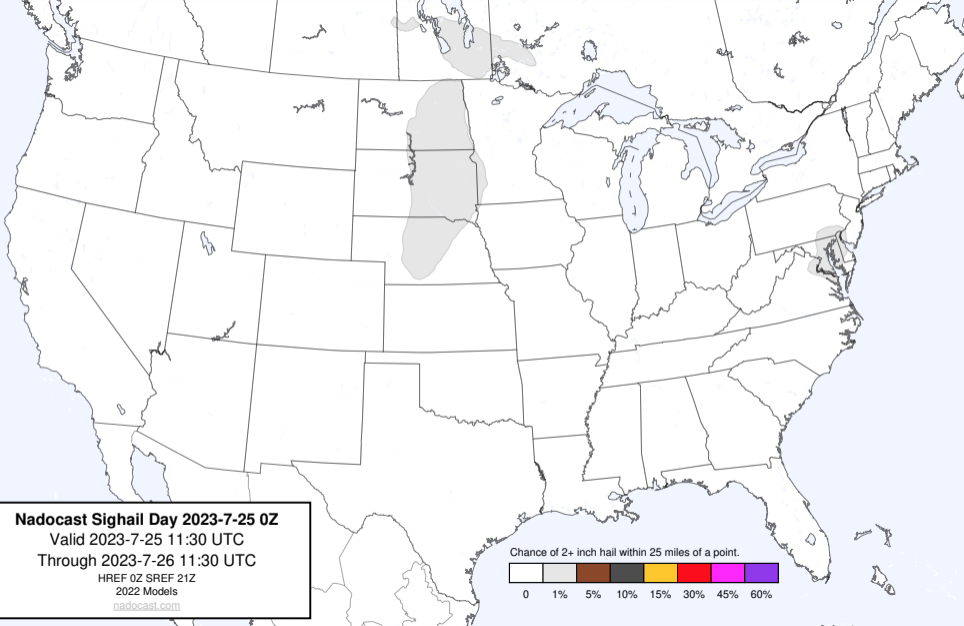 Nadocast Sighail Day 2023-7-25 0Z
Valid 2023-7-25 11:30 UTC
Through 2023-7-26 11:30 UTC
HREF 0Z SREF 21Z
2022 Models
nadocast.com
Chance of 2+ inch hail within 25 miles of a point.
0 1% 5% 10% 15% 30% 45% 60%